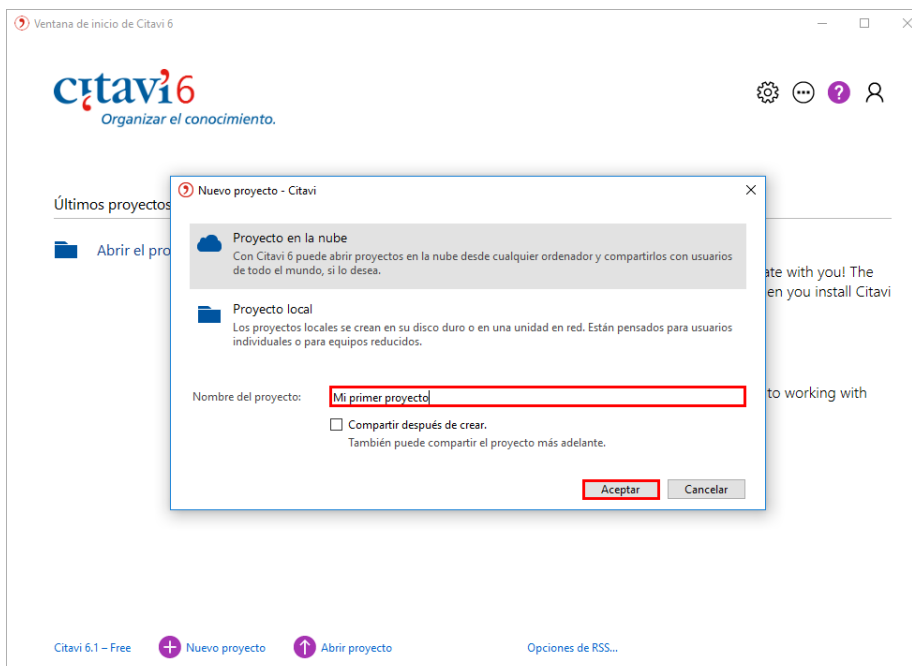 Ventana de inicio de Citavi 6
citavi 6
Organizar el conocimiento.
?
Nuevo proyecto - Citavi
Últimos proyectos
Proyecto en la nube
Abrir el pro
Con Citavi 6 puede abrir proyectos en la nube desde cualquier ordenador y compartirlos con usuarios
de todo el mundo, si lo desea.
ate with you! The
en you install Citavi
Proyecto local
Los proyectos locales se crean en su disco duro o en una unidad en red. Están pensados para usuarios
individuales o para equipos reducidos.
Nombre del proyecto: Mi primer proyecto
to working with
Compartir después de crear.
También puede compartir el proyecto más adelante.
Aceptar Cancelar
Citavi 6.1 – Free Nuevo proyecto Abrir proyecto Opciones de RSS...